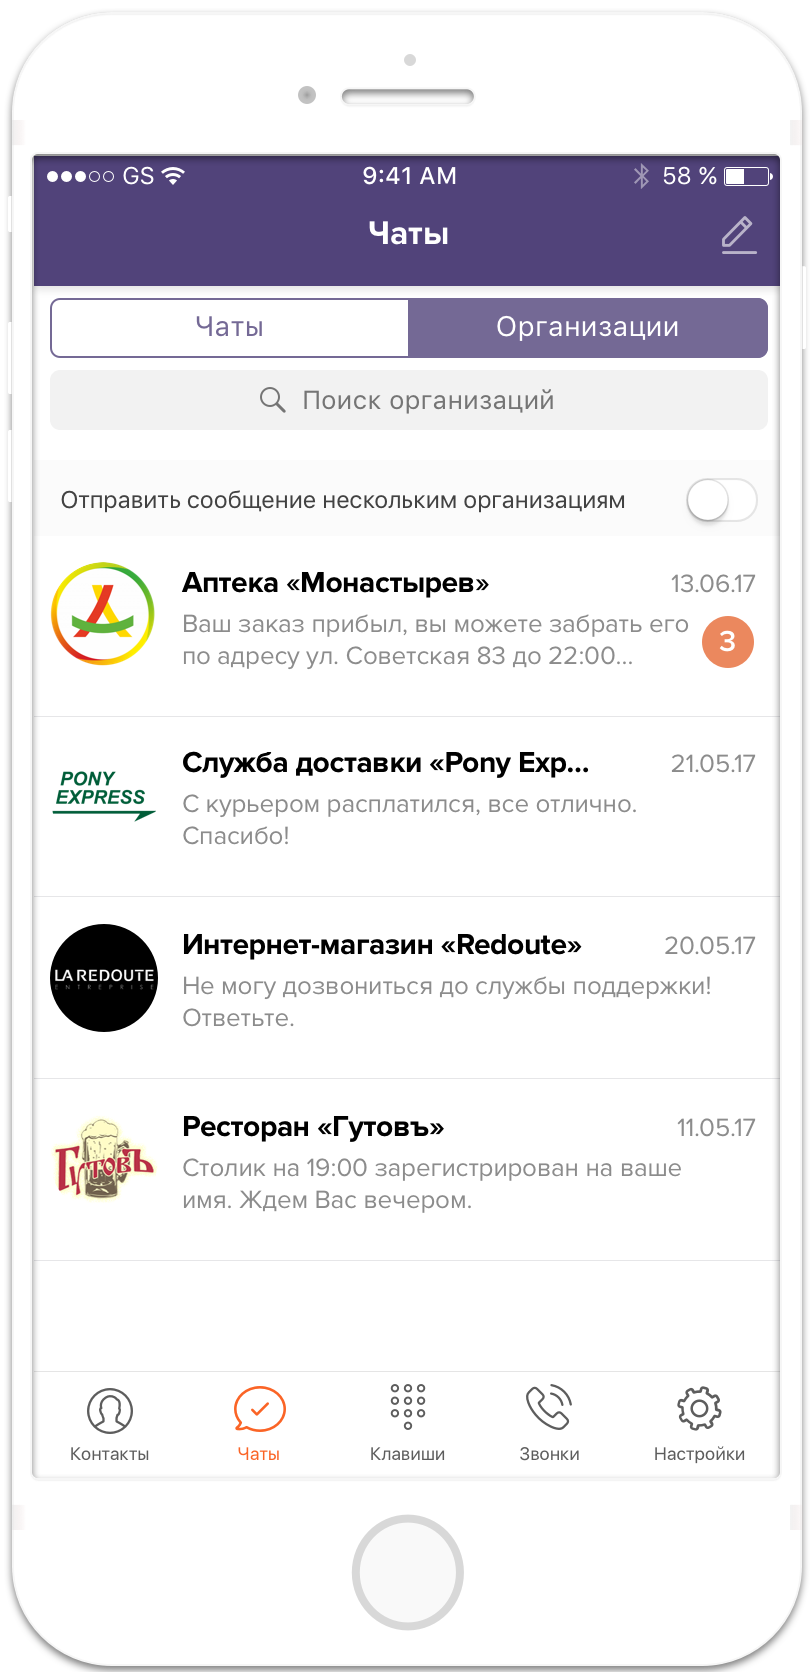 GS 9:41 AM 58 %
Чаты
Чаты Организации
Поиск организаций
Отправить сообщение нескольким организациям
Аптека «Монастырев» 13.06.17
Ваш заказ прибыл, вы можете забрать его
по адресу ул. Советская 83 до 22:00...
3
PONY
EXPRESS
Служба доставки «Pony Exp... 21.05.17
С курьером расплатился, все отлично.
Спасибо!
LA REDOUTE
ENTREPRISE
Интернет-магазин «Redoute» 20.05.17
Не могу дозвониться до службы поддержки!
Ответьте.
ГутовЪ
Ресторан «Гутовъ» 11.05.17
Столик на 19:00 зарегистрирован на ваше
имя. Ждем Вас вечером.
Контакты Чаты Клавиши Звонки Настройки